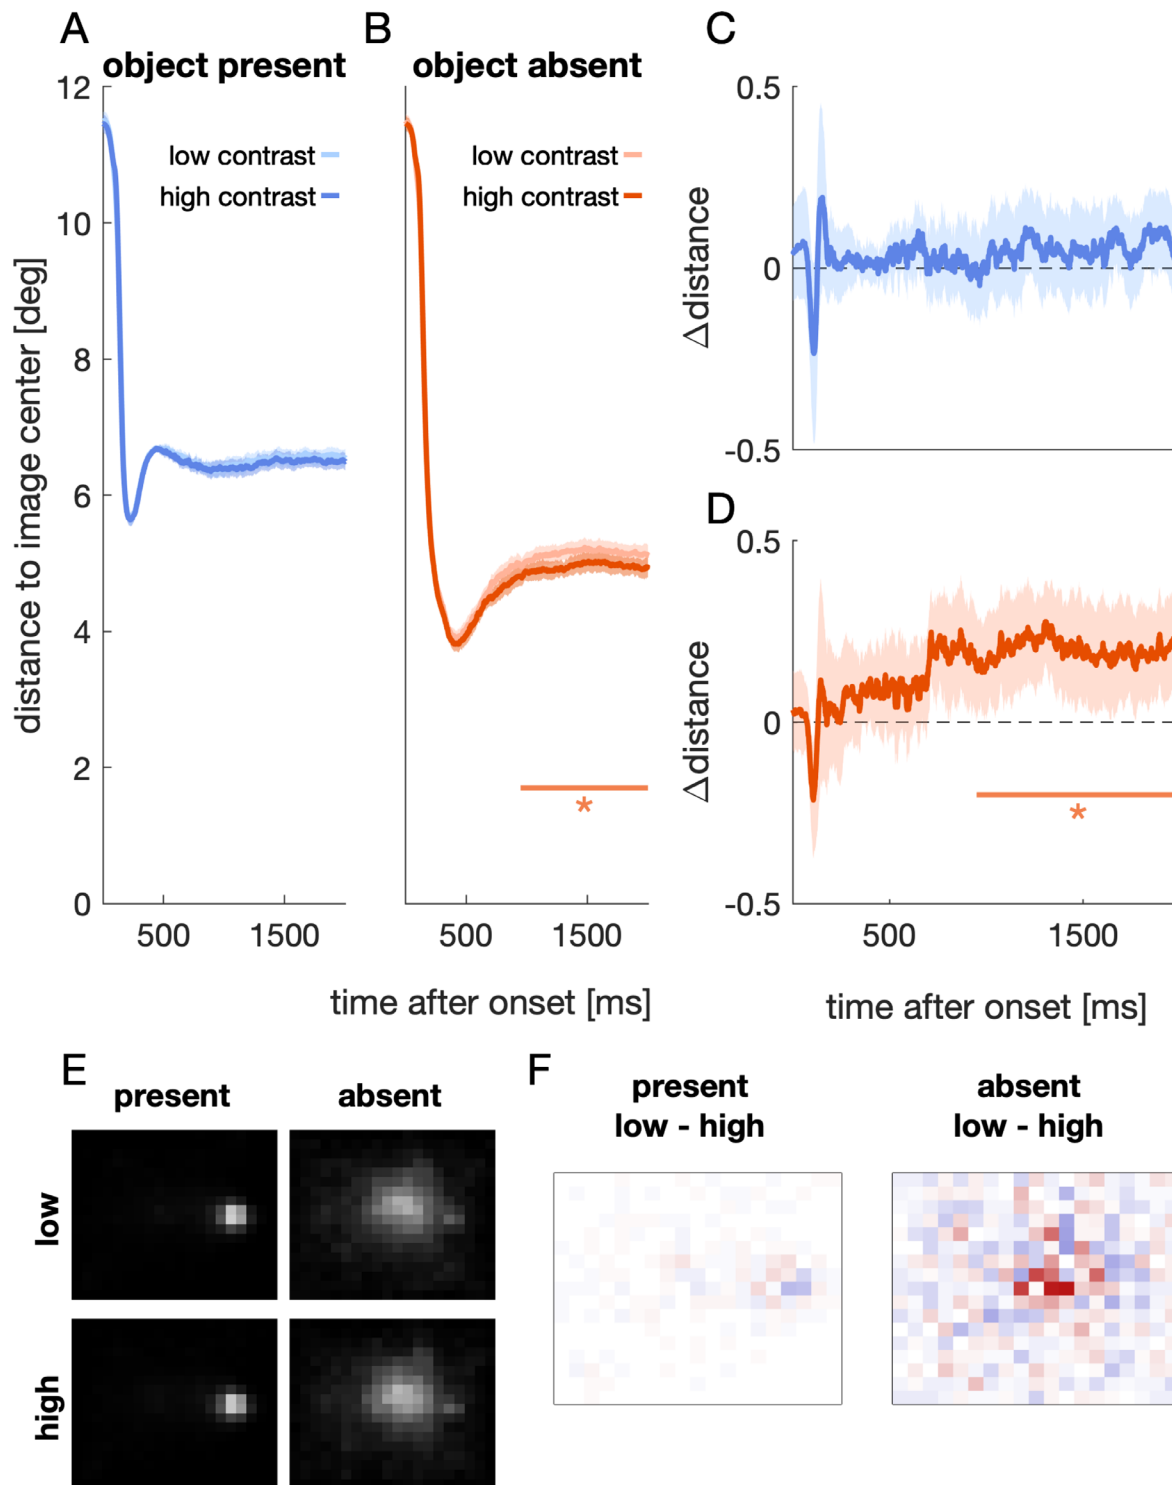 A
object present
low contrast
high contrast
12
10
8
6
4
2
0
distance to image center [deg]
500
1500
B
object absent
low contrast
high contrast
*
500
1500
time after onset [ms]
C
0.5
0
-0.5
Δdistance
D
0.5
0
-0.5
Δdistance
*
500
1500
time after onset [ms]
E
present
absent
low
high
F
present
low - high
absent
low - high